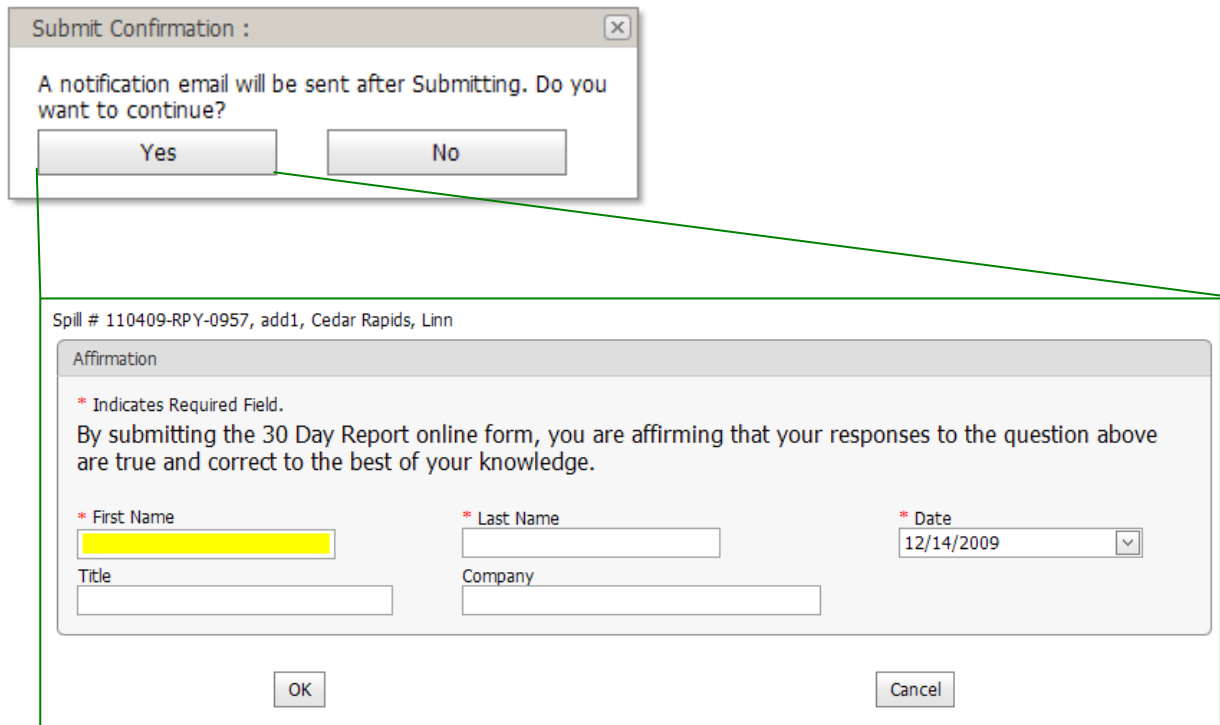 Submit Confirmation :
A notification email will be sent after Submitting. Do you
want to continue?
Yes No
Spill # 110409-RPY-0957, add1, Cedar Rapids, Linn
Affirmation
* Indicates Required Field.
By submitting the 30 Day Report online form, you are affirming that your responses to the question above
are true and correct to the best of your knowledge.
* First Name * Last Name * Date
12/14/2009
Title Company
OK Cancel